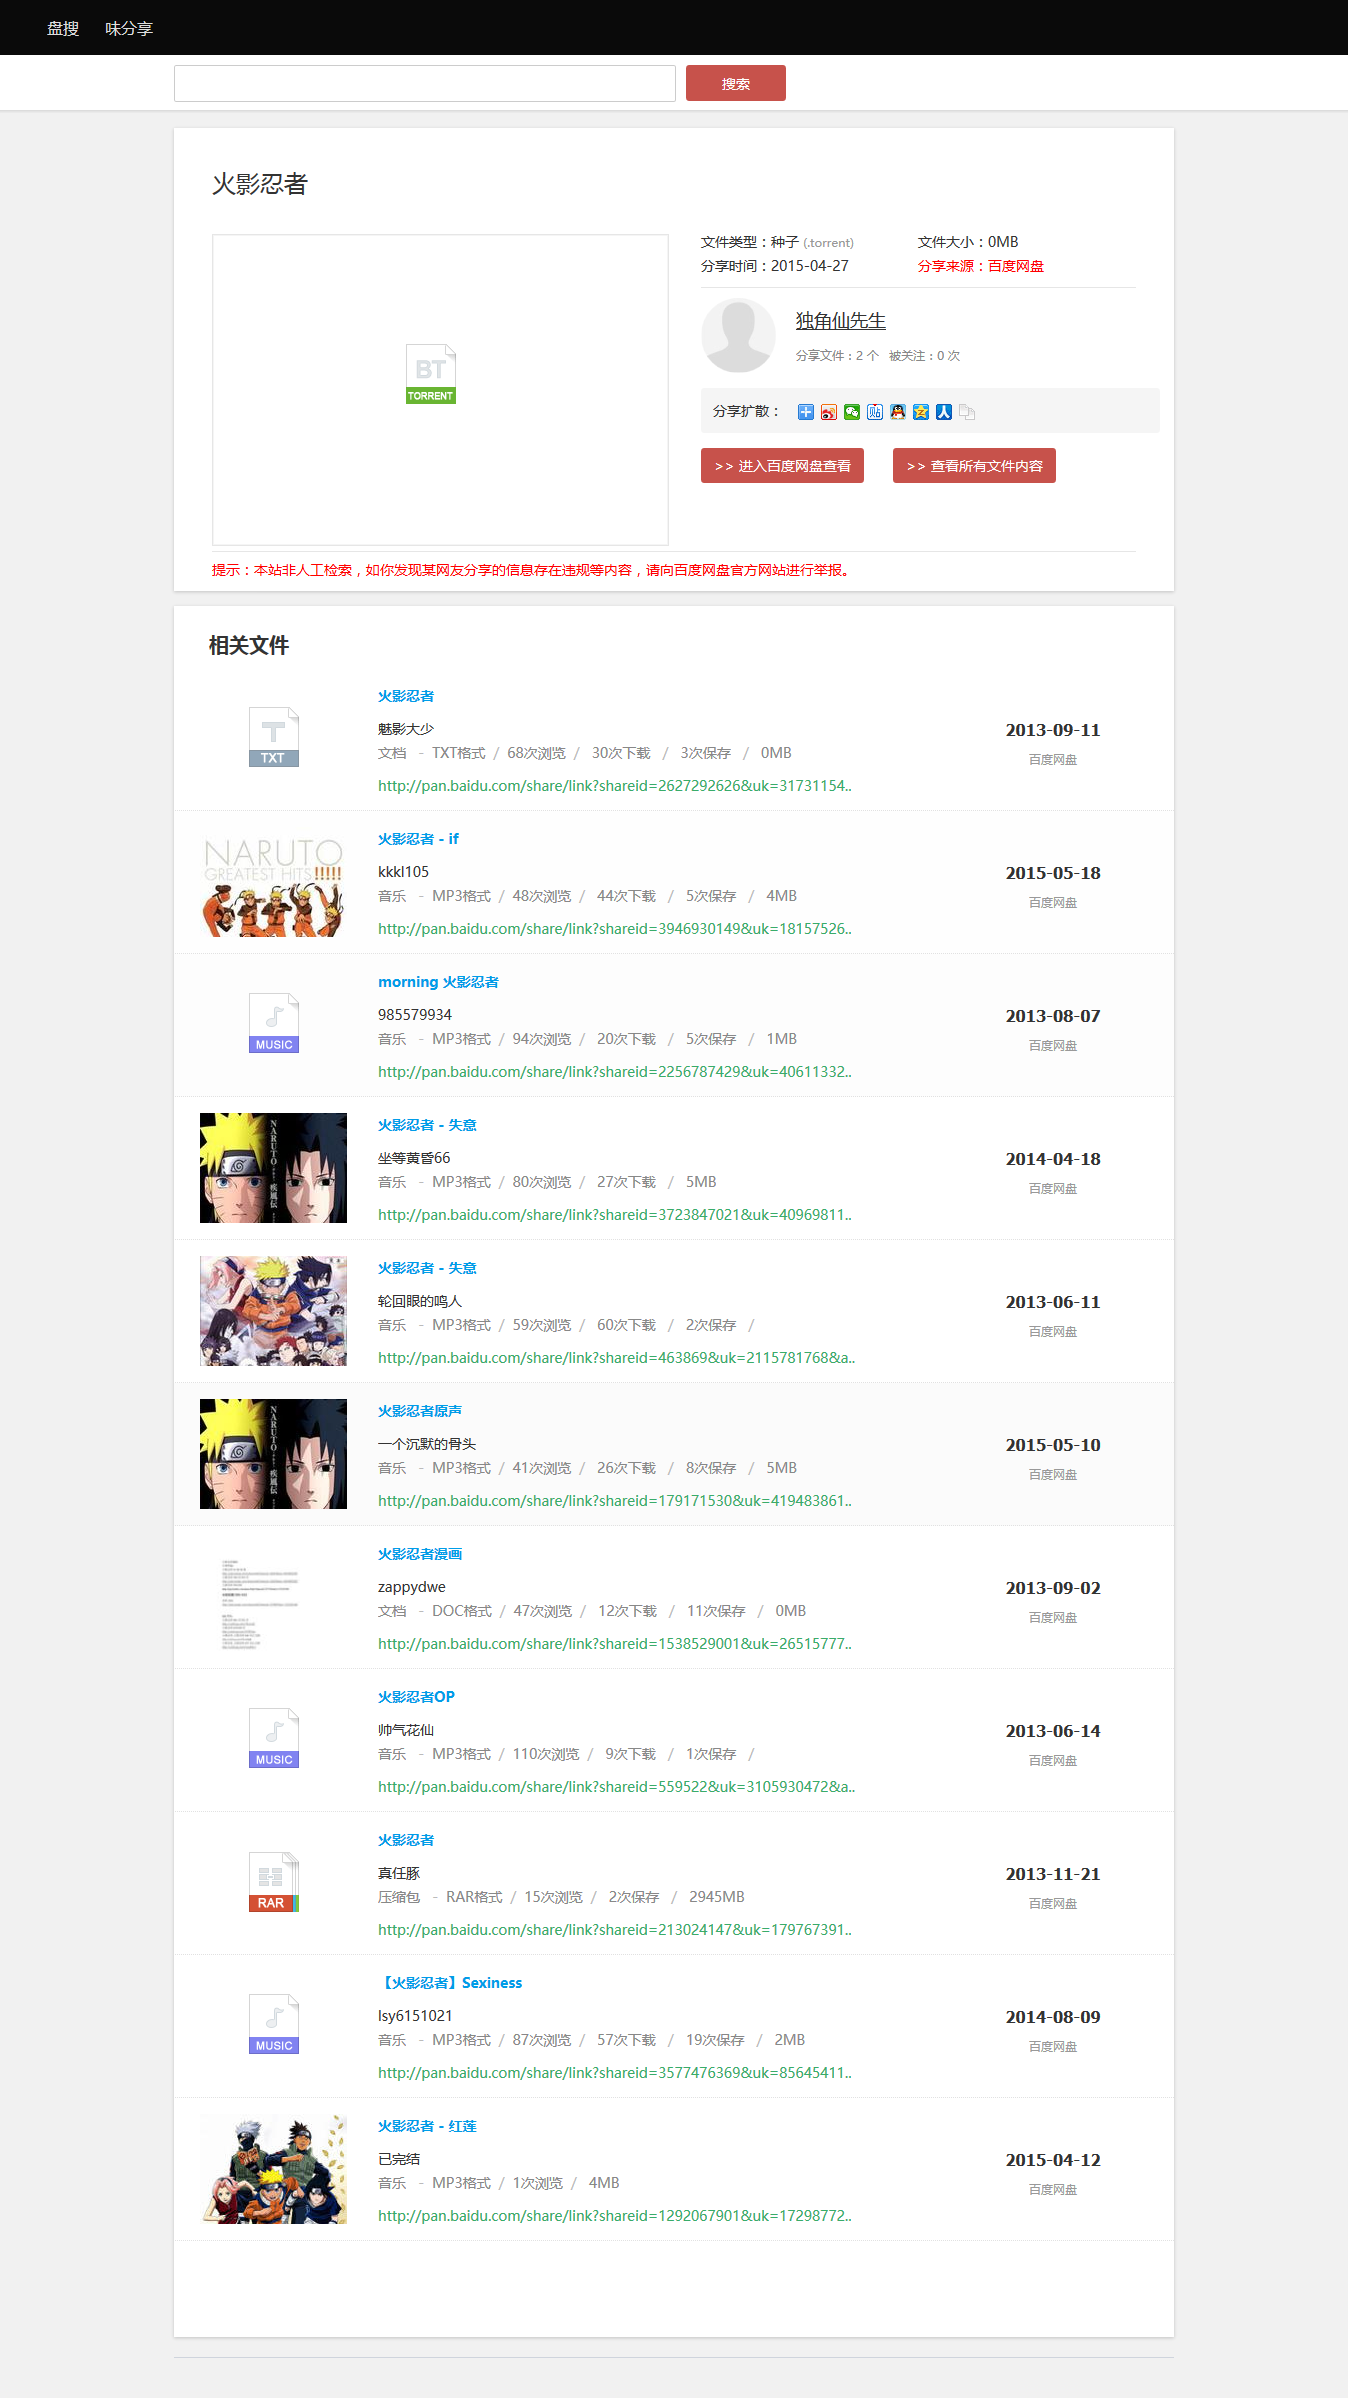 盘搜 味分享
搜索
火影忍者
文件类型：种子 (.torrent) 文件大小：0MB
分享时间：2015-04-27 分享来源：百度网盘
BT
TORRENT
独角仙先生
分享文件：2 个 被关注：0 次
分享扩散：
贴
>> 进入百度网盘查看 >> 查看所有文件内容
提示：本站非人工检索，如你发现某网友分享的信息存在违规等内容，请向百度网盘官方网站进行举报。
相关文件
火影忍者
TXT
魅影大少
2013-09-11
文档 - TXT格式 / 68次浏览 / 30次下载 / 3次保存 / 0MB
百度网盘
http://pan.baidu.com/share/link?shareid=2627292626&uk=31731154..
火影忍者 - if
NARUTO
GREATEST HITS!!!!!
kkkl105
2015-05-18
音乐 - MP3格式 / 48次浏览 / 44次下载 / 5次保存 / 4MB
百度网盘
http://pan.baidu.com/share/link?shareid=3946930149&uk=18157526..
morning 火影忍者
MUSIC
985579934
2013-08-07
音乐 - MP3格式 / 94次浏览 / 20次下载 / 5次保存 / 1MB
百度网盘
http://pan.baidu.com/share/link?shareid=2256787429&uk=40611332..
火影忍者 - 失意
NARUTO
坐等黄昏66
2014-04-18
音乐 - MP3格式 / 80次浏览 / 27次下载 / 5MB
百度网盘
http://pan.baidu.com/share/link?shareid=3723847021&uk=40969811..
火影忍者 - 失意
轮回眼的鸣人
2013-06-11
音乐 - MP3格式 / 59次浏览 / 60次下载 / 2次保存 /
百度网盘
http://pan.baidu.com/share/link?shareid=463869&uk=2115781768&a..
火影忍者原声
NARUTO
一个沉默的骨头
2015-05-10
音乐 - MP3格式 / 41次浏览 / 26次下载 / 8次保存 / 5MB
百度网盘
http://pan.baidu.com/share/link?shareid=179171530&uk=419483861..
火影忍者漫画
zappydwe
2013-09-02
文档 - DOC格式 / 47次浏览 / 12次下载 / 11次保存 / 0MB
百度网盘
http://pan.baidu.com/share/link?shareid=1538529001&uk=26515777..
火影忍者OP
MUSIC
帅气花仙
2013-06-14
音乐 - MP3格式 / 110次浏览 / 9次下载 / 1次保存 /
百度网盘
http://pan.baidu.com/share/link?shareid=559522&uk=3105930472&a..
火影忍者
RAR
真任豚
2013-11-21
压缩包 - RAR格式 / 15次浏览 / 2次保存 / 2945MB
百度网盘
http://pan.baidu.com/share/link?shareid=213024147&uk=179767391..
【火影忍者】Sexiness
MUSIC
lsy6151021
2014-08-09
音乐 - MP3格式 / 87次浏览 / 57次下载 / 19次保存 / 2MB
百度网盘
http://pan.baidu.com/share/link?shareid=3577476369&uk=85645411..
火影忍者 - 红莲
已完结
2015-04-12
音乐 - MP3格式 / 1次浏览 / 4MB
百度网盘
http://pan.baidu.com/share/link?shareid=1292067901&uk=17298772..